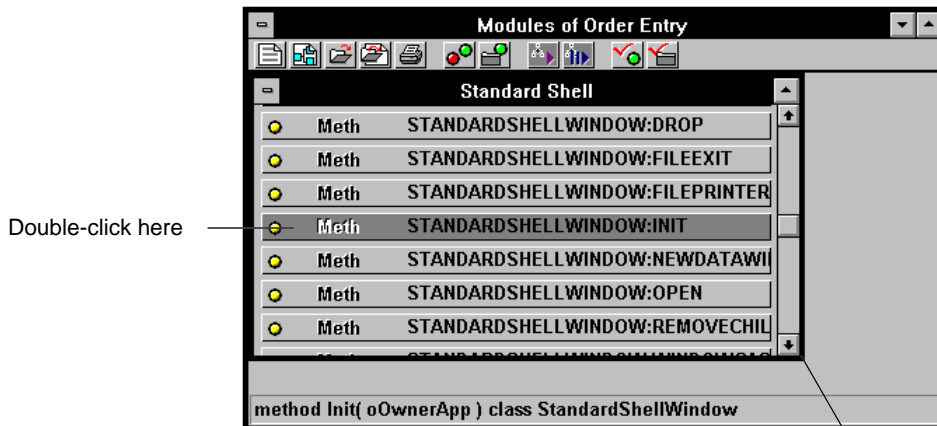 Modules of Order Entry
Standard Shell
Meth STANDARDSHELLWINDOW:DROP
Meth STANDARDSHELLWINDOW:FILEEXIT
Meth STANDARDSHELLWINDOW:FILEPRINTER
Double-click here
Meth STANDARDSHELLWINDOW:INIT
Meth STANDARDSHELLWINDOW:NEWDATAWI
Meth STANDARDSHELLWINDOW:OPEN
Meth STANDARDSHELLWINDOW:REMOVECHIL
method Init( oOwnerApp ) class StandardShellWindow